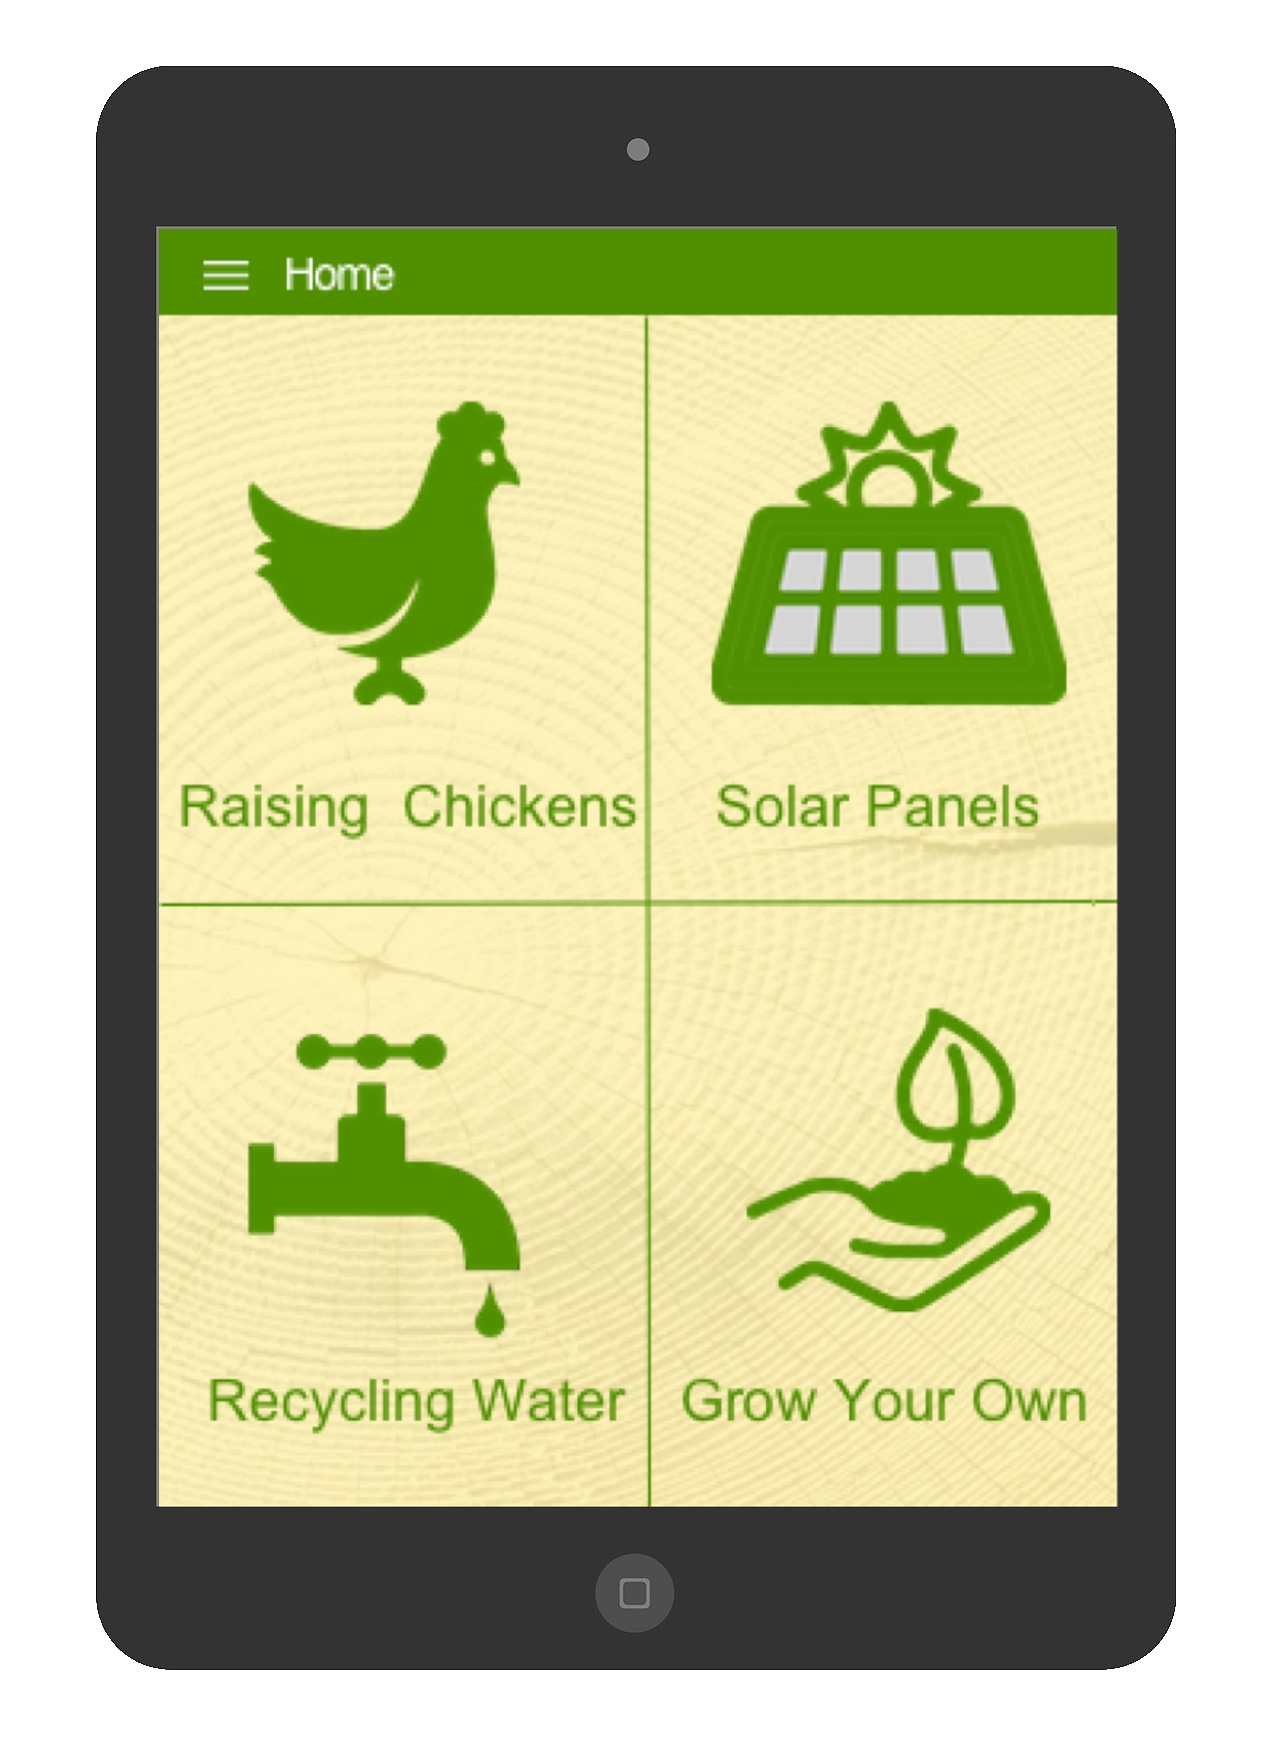 Home
Raising  Chickens
Solar Panels
Recycling Water
Grow Your Own